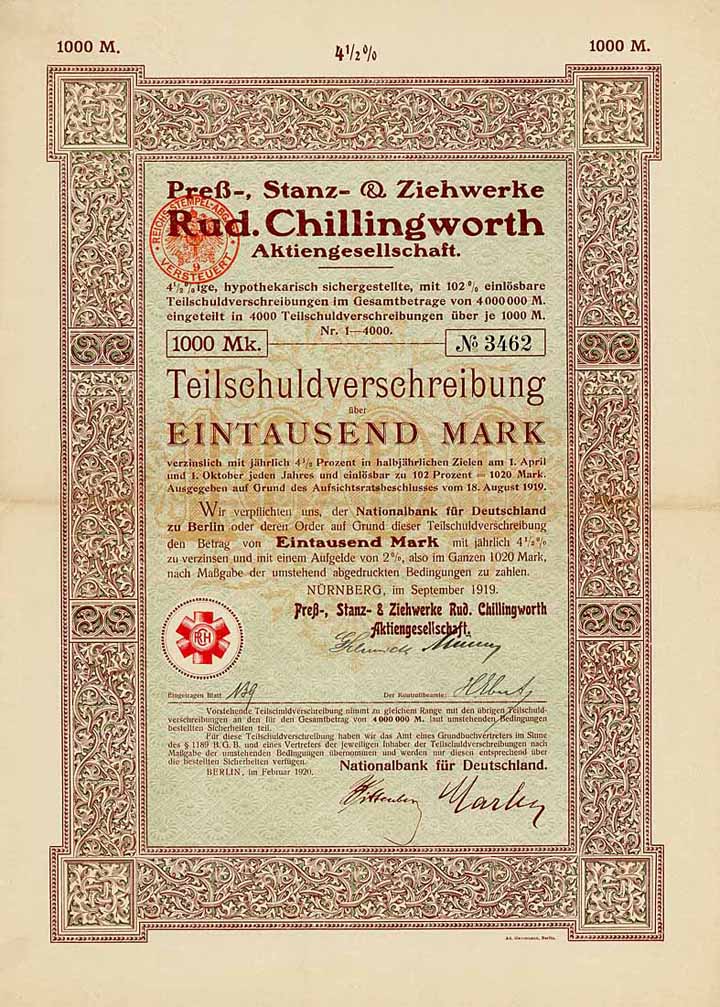 1000 M.
4½%
1000 M.
Preß-, Stanz- & Ziehwerke
Rud. Chillingworth
Aktiengesellschaft.
REICHS-STEMPEL-ABG.
9
VERSTEUERT
4½%ige, hypothekarisch sichergestellte, mit 102% einlösbare
Teilschuldverschreibungen im Gesamtbetrage von 4000000 M.
eingeteilt in 4000 Teilschuldverschreibungen über je 1000 M.
Nr. 1—4000.
1000 Mk.
№ 3462
Teilschuldverschreibung
über
EINTAUSEND MARK
verzinslich mit jährlich 4½ Prozent in halbjährlichen Zielen am 1. April
und 1. Oktober jeden Jahres und einlösbar zu 102 Prozent = 1020 Mark.
Ausgegeben auf Grund des Aufsichtsratsbeschlusses vom 18. August 1919.
Wir verpflichten uns, der Nationalbank für Deutschland
zu Berlin oder deren Order auf Grund dieser Teilschuldverschreibung
den Betrag von Eintausend Mark mit jährlich 4½%
zu verzinsen und mit einem Aufgelde von 2%, also im Ganzen 1020 Mark,
nach Maßgabe der umstehend abgedruckten Bedingungen zu zahlen.
NÜRNBERG, im September 1919.
Preß-, Stanz- & Ziehwerke Rud. Chillingworth
Aktiengesellschaft.
RCH
Eingetragen Blatt
Der Kontrollbeamte:
Vorstehende Teilschuldverschreibung nimmt zu gleichem Range mit den übrigen Teilschuld-
verschreibungen an den für den Gesamtbetrag von 4000000 M. laut umstehenden Bedingungen
bestellten Sicherheiten teil.
Für diese Teilschuldverschreibung haben wir das Amt eines Grundbuchvertreters im Sinne
des § 1189 B.G.B. und eines Vertreters der jeweiligen Inhaber der Teilschuldverschreibungen nach
Maßgabe der umstehenden Bedingungen übernommen und werden nur diesen entsprechend über
die bestellten Sicherheiten verfügen.
BERLIN, im Februar 1920.
Nationalbank für Deutschland.